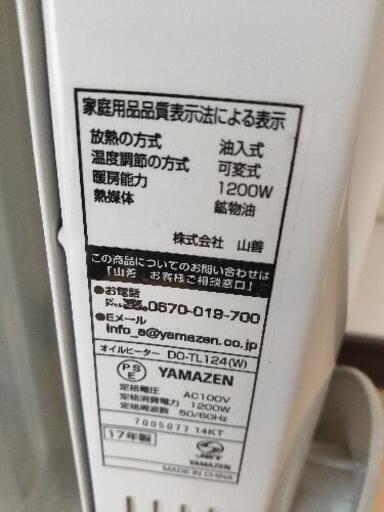 家庭用品品質表示法による表示
放熱の方式 油入式
温度調節の方式 可変式
暖房能力 1200W
熱媒体 鉱物油
株式会社 山善
この商品についてのお問い合わせは
「山善 お客様ご相談窓口」
●お電話
0570-019-700
●Eメール
info_e@yamazen.co.jp
オイルヒーター DO-TL124(W)
PSE YAMAZEN
定格電圧 AC100V
定格消費電力 1200W
定格周波数 50/60Hz
7005077 14KT
17年製 JET
YAMAZEN
MADE IN CHINA